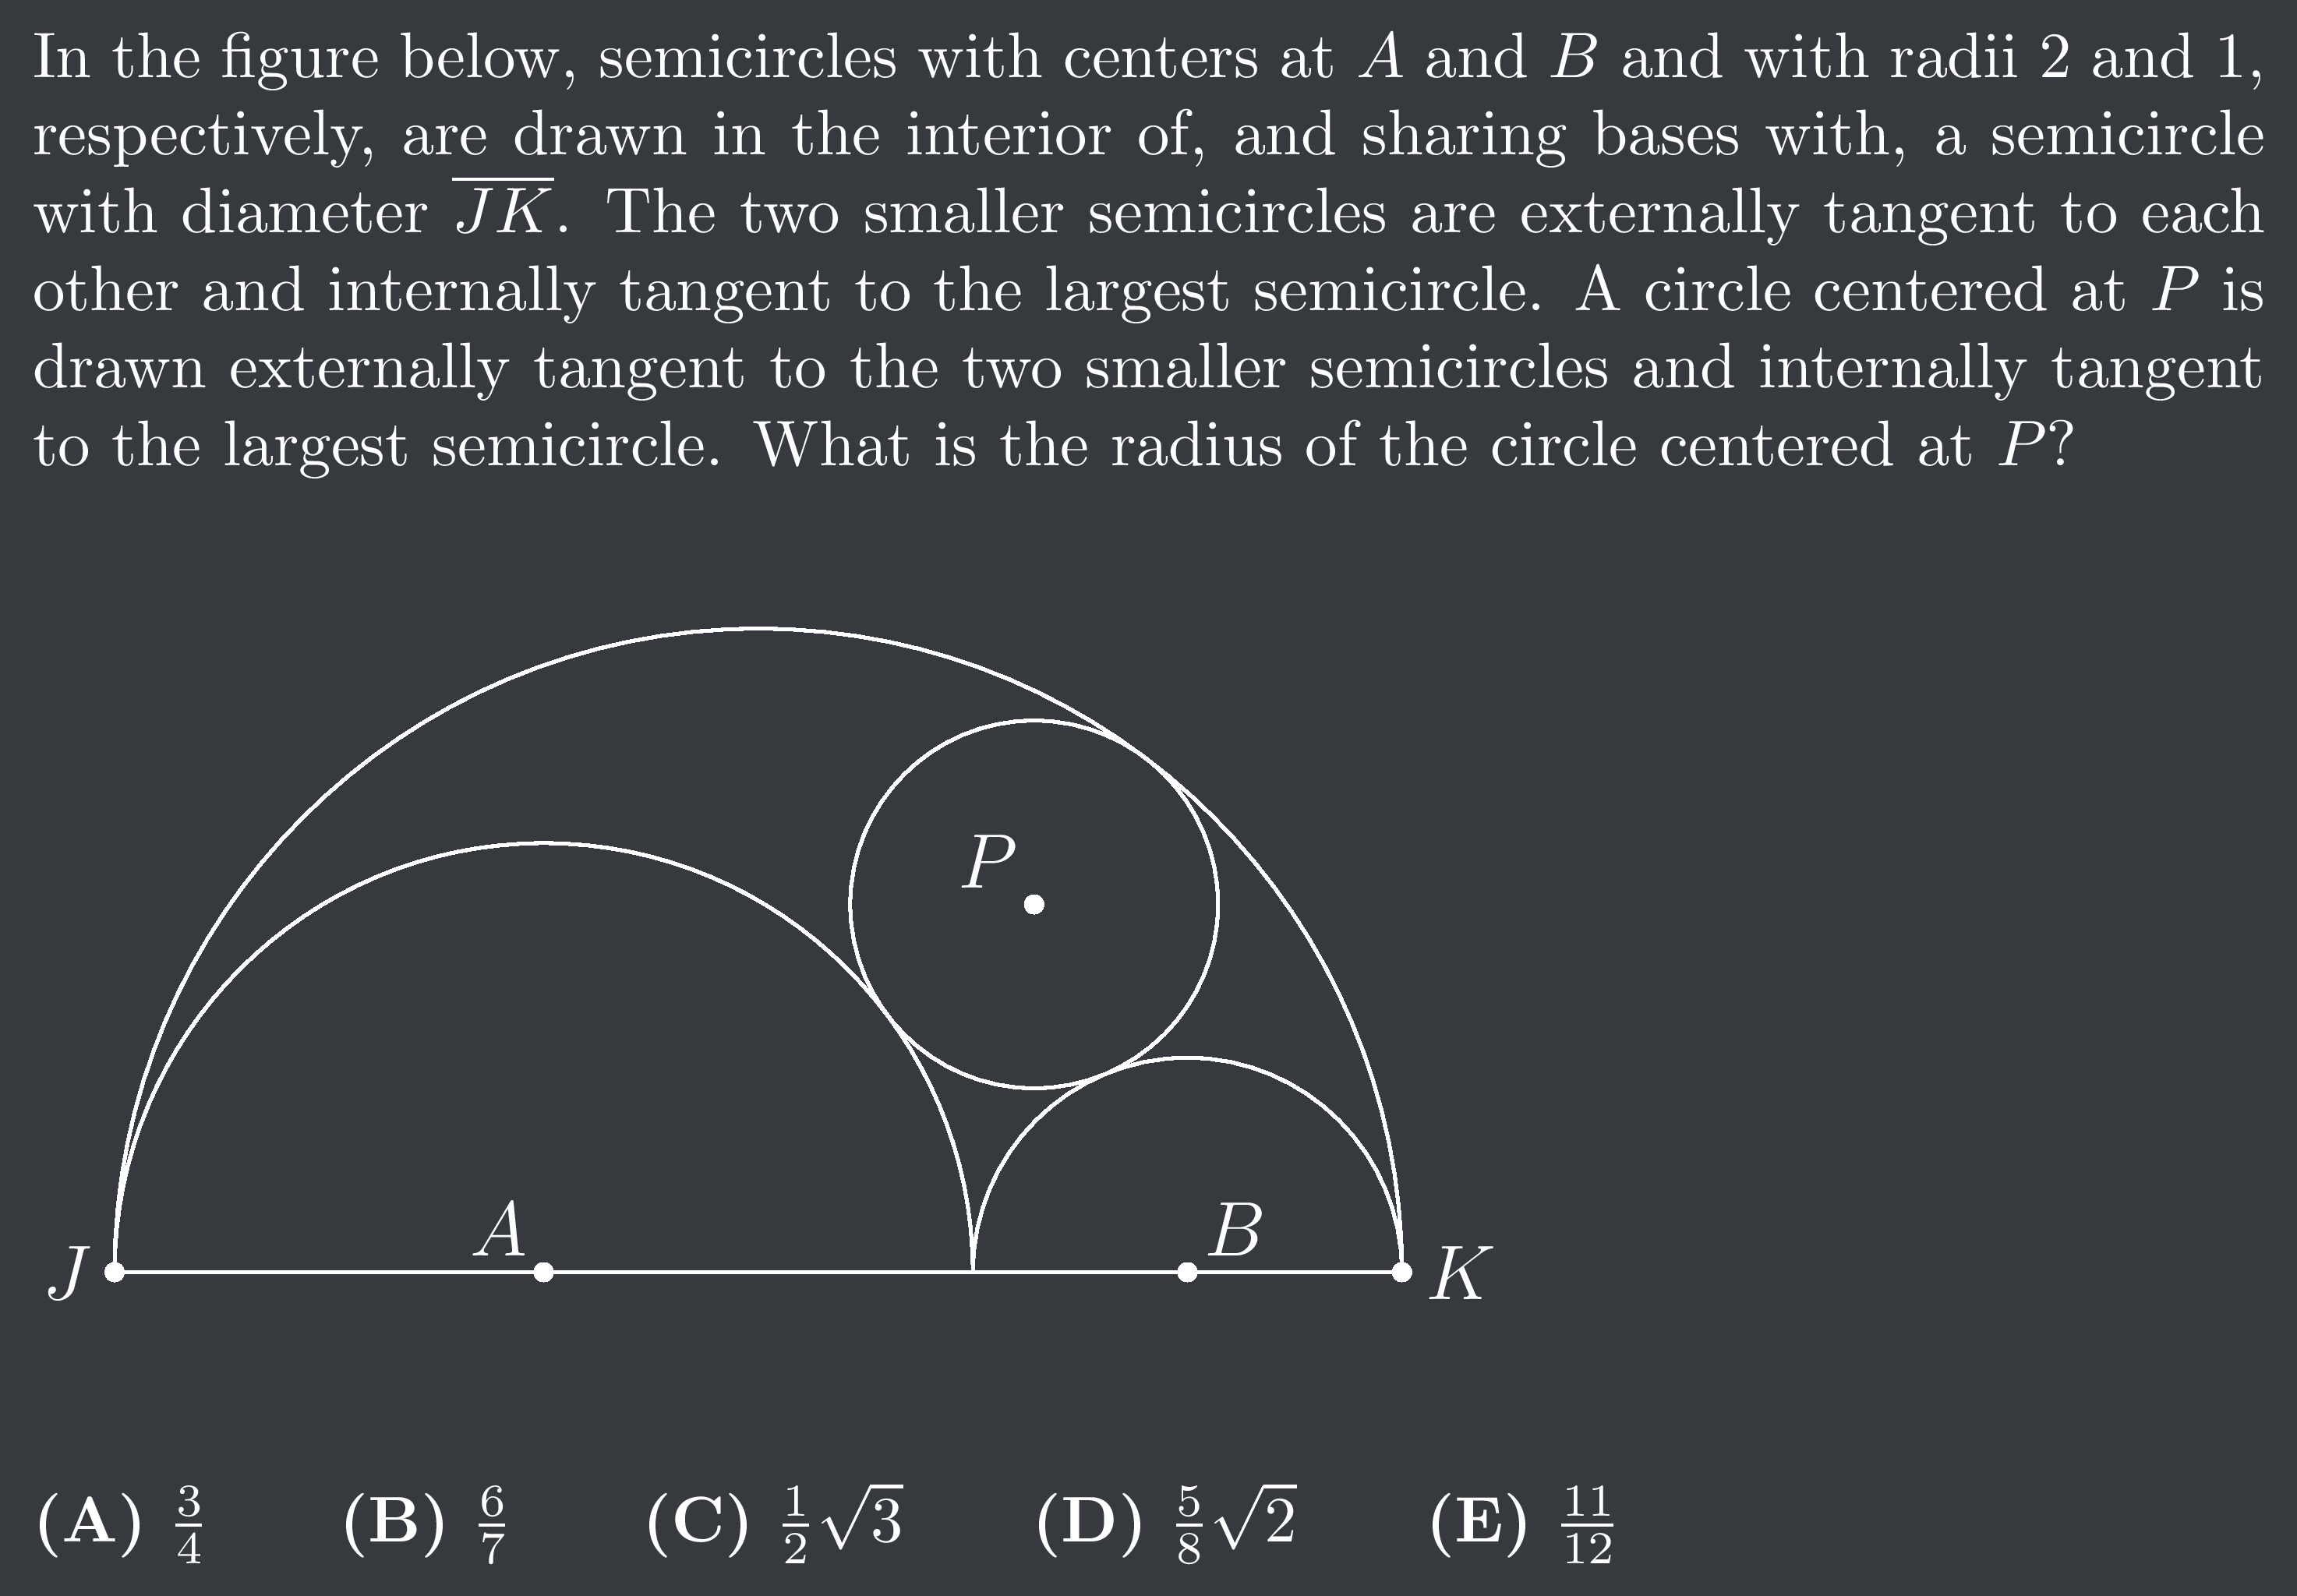 In the figure below, semicircles with centers at A and B and with radii 2 and 1,
respectively, are drawn in the interior of, and sharing bases with, a semicircle
with diameter $\overline{JK}$. The two smaller semicircles are externally tangent to each
other and internally tangent to the largest semicircle. A circle centered at P is
drawn externally tangent to the two smaller semicircles and internally tangent
to the largest semicircle. What is the radius of the circle centered at P?
P
A
B
J
K
(A) $\frac{3}{4}$ (B) $\frac{6}{7}$ (C) $\frac{1}{2}\sqrt{3}$ (D) $\frac{5}{8}\sqrt{2}$ (E) $\frac{11}{12}$